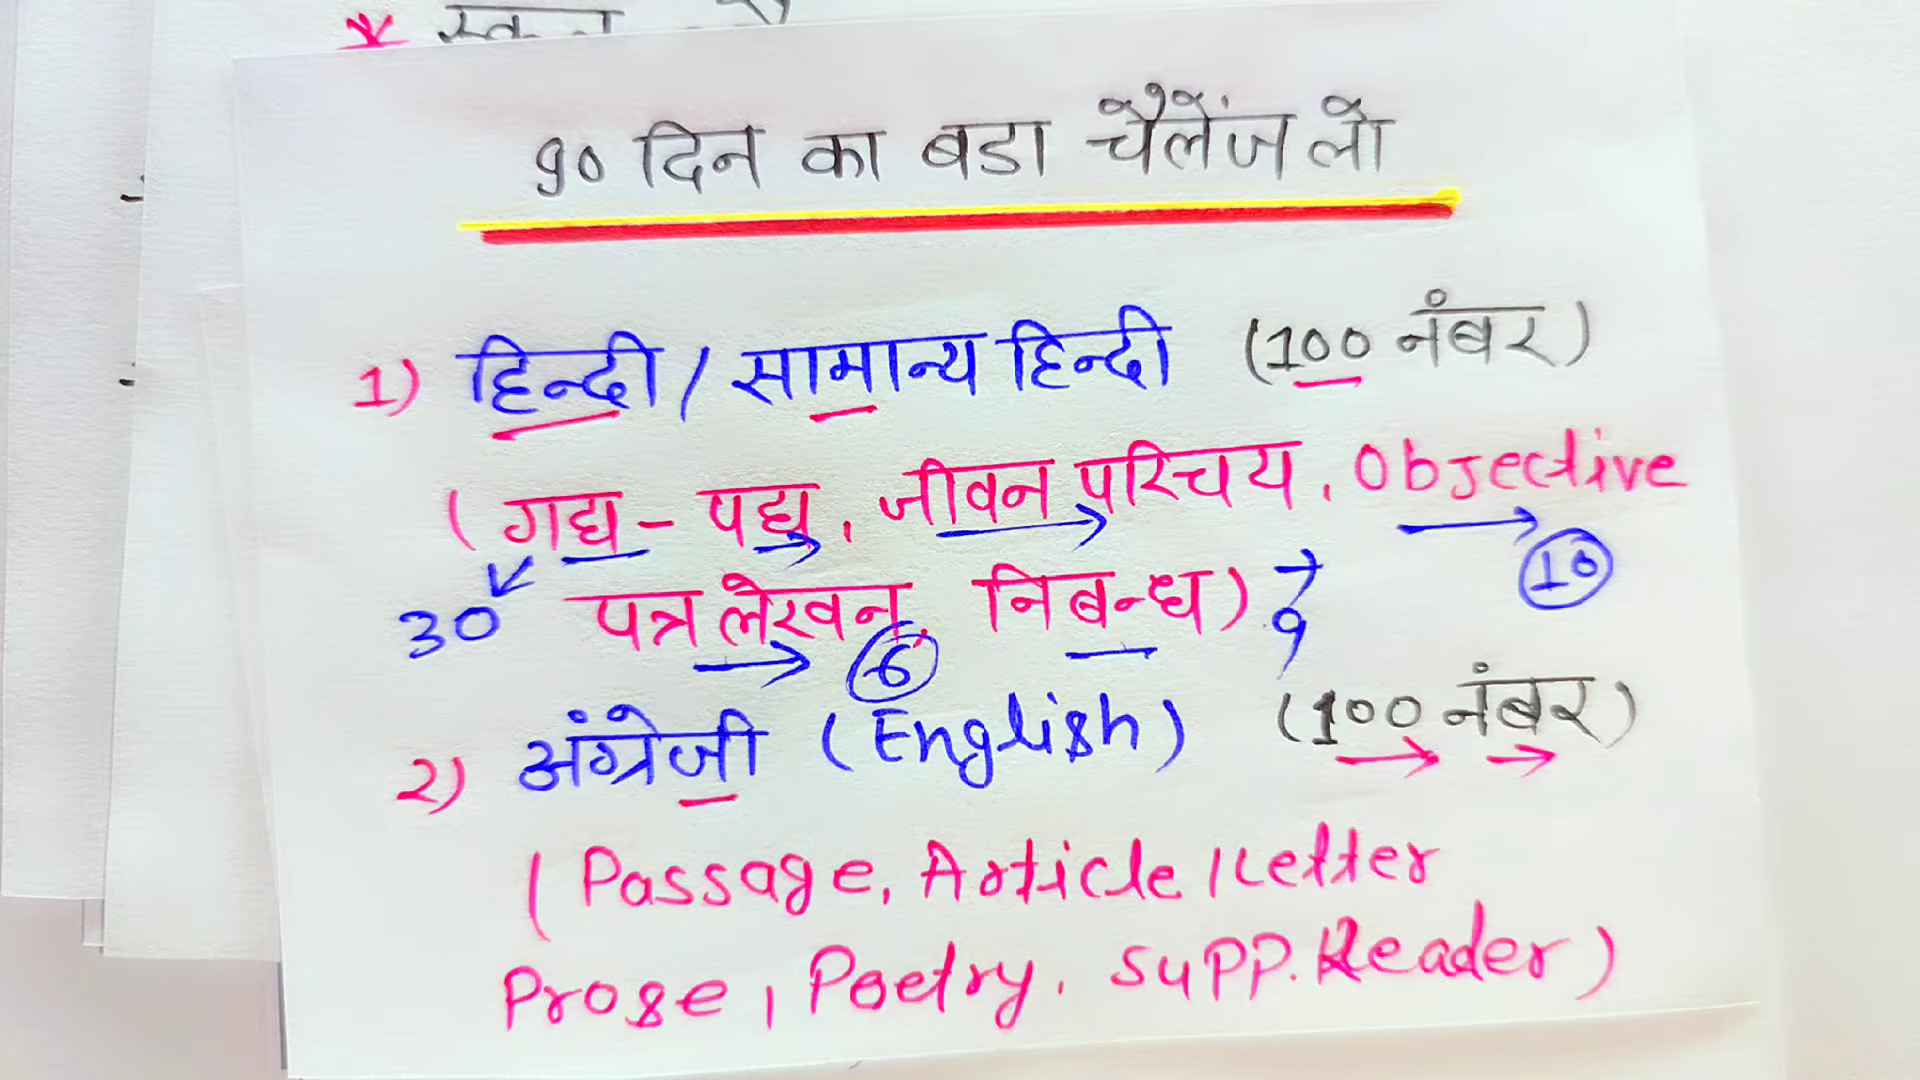 स्कूल
90 दिन का बडा चैलेंज लो
1) हिन्दी / सामान्य हिन्दी (100 नंबर)
(गद्य - पद्य, जीवन परिचय, Objective
10
30 पत्र लेखन, निबन्ध) → 9
6
2) अंग्रेजी (English) (100 नंबर)
(Passage, Article / Letter
Prose, Poetry, Supp. Reader)